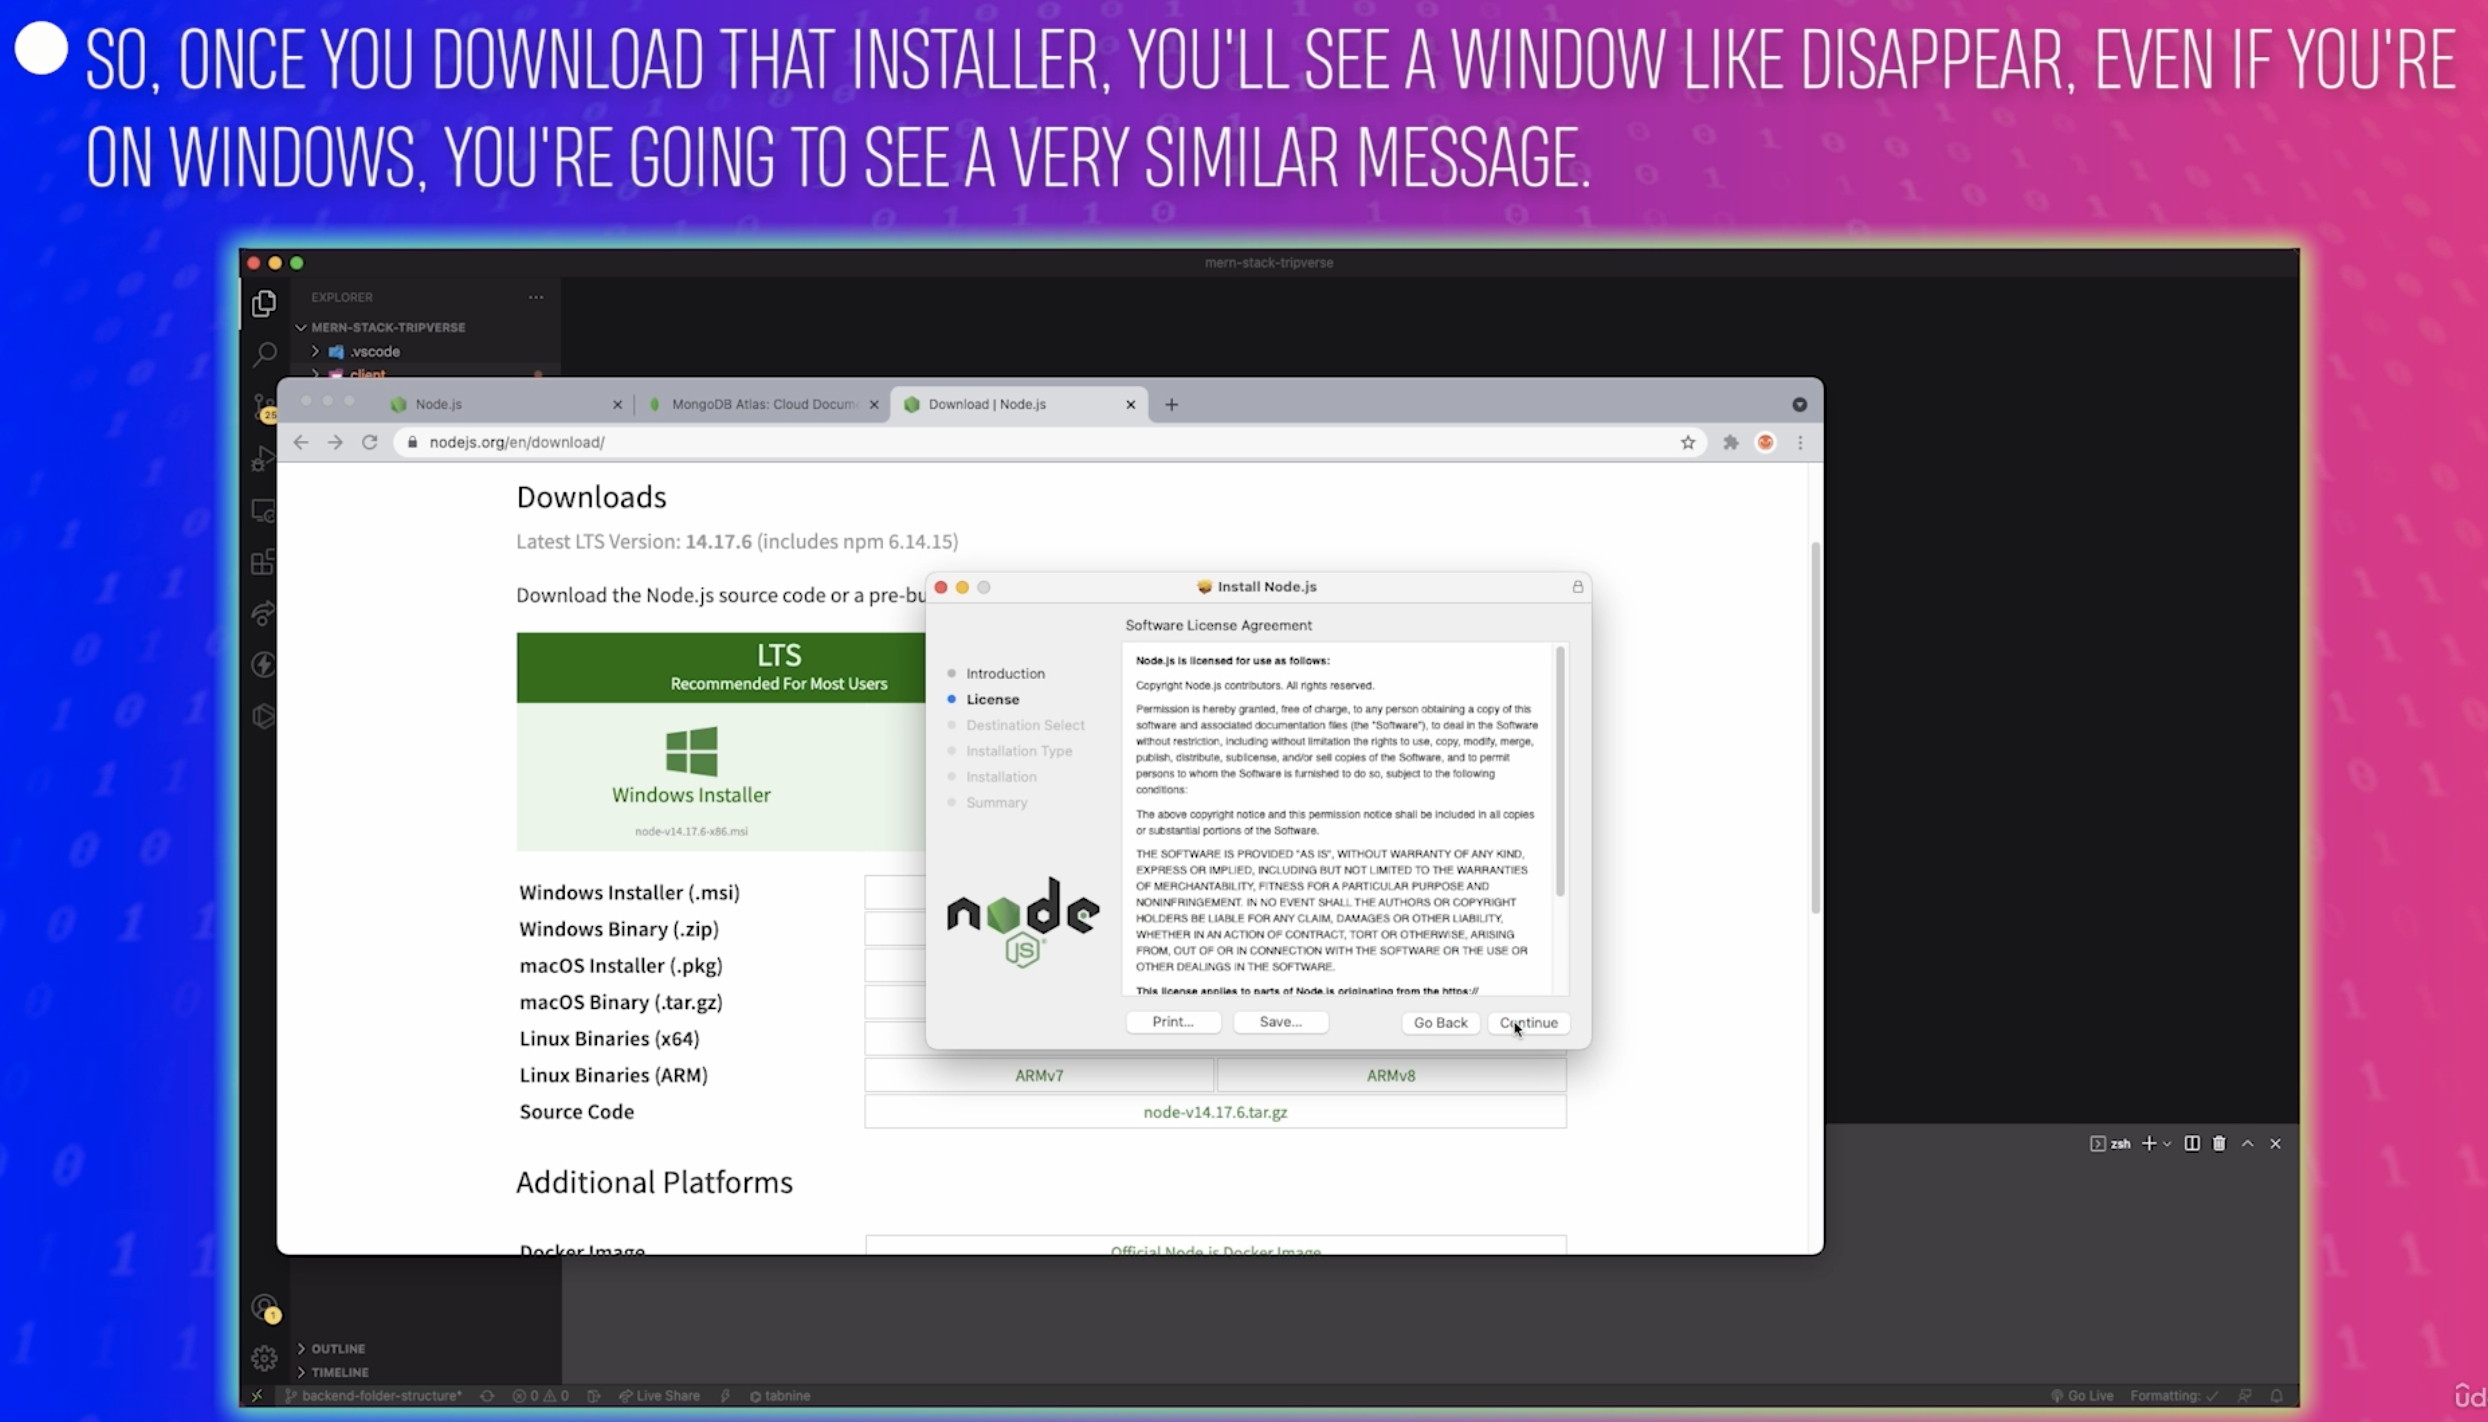 SO, ONCE YOU DOWNLOAD THAT INSTALLER, YOU'LL SEE A WINDOW LIKE DISAPPEAR, EVEN IF YOU'RE
ON WINDOWS, YOU'RE GOING TO SEE A VERY SIMILAR MESSAGE.
mern-stack-tripverse
EXPLORER
MERN-STACK-TRIPVERSE
.vscode
client
25
Node.js
MongoDB Atlas: Cloud Docum
Download | Node.js
nodejs.org/en/download/
Downloads
Latest LTS Version: 14.17.6 (includes npm 6.14.15)
Download the Node.js source code or a pre-bu
LTS
Recommended For Most Users
Windows Installer
node-v14.17.6-x86.msi
Windows Installer (.msi)
Windows Binary (.zip)
macOS Installer (.pkg)
macOS Binary (.tar.gz)
Linux Binaries (x64)
Linux Binaries (ARM) ARMv7 ARMv8
Source Code node-v14.17.6.tar.gz
Additional Platforms
Docker Image Official Node.js Docker Image
Install Node.js
Software License Agreement
Introduction
License
Destination Select
Installation Type
Installation
Summary
node
JS
Node.js is licensed for use as follows:
Copyright Node.js contributors. All rights reserved.
Permission is hereby granted, free of charge, to any person obtaining a copy of this
software and associated documentation files (the "Software"), to deal in the Software
without restriction, including without limitation the rights to use, copy, modify, merge,
publish, distribute, sublicense, and/or sell copies of the Software, and to permit
persons to whom the Software is furnished to do so, subject to the following
conditions:
The above copyright notice and this permission notice shall be included in all copies
or substantial portions of the Software.
THE SOFTWARE IS PROVIDED "AS IS", WITHOUT WARRANTY OF ANY KIND,
EXPRESS OR IMPLIED, INCLUDING BUT NOT LIMITED TO THE WARRANTIES
OF MERCHANTABILITY, FITNESS FOR A PARTICULAR PURPOSE AND
NONINFRINGEMENT. IN NO EVENT SHALL THE AUTHORS OR COPYRIGHT
HOLDERS BE LIABLE FOR ANY CLAIM, DAMAGES OR OTHER LIABILITY,
WHETHER IN AN ACTION OF CONTRACT, TORT OR OTHERWISE, ARISING
FROM, OUT OF OR IN CONNECTION WITH THE SOFTWARE OR THE USE OR
OTHER DEALINGS IN THE SOFTWARE.
This license applies to parts of Node.js originating from the https://
Print... Save... Go Back Continue
zsh
1
OUTLINE
TIMELINE
backend-folder-structure* 0 0 Live Share tabnine Go Live Formatting: ✓
ûd